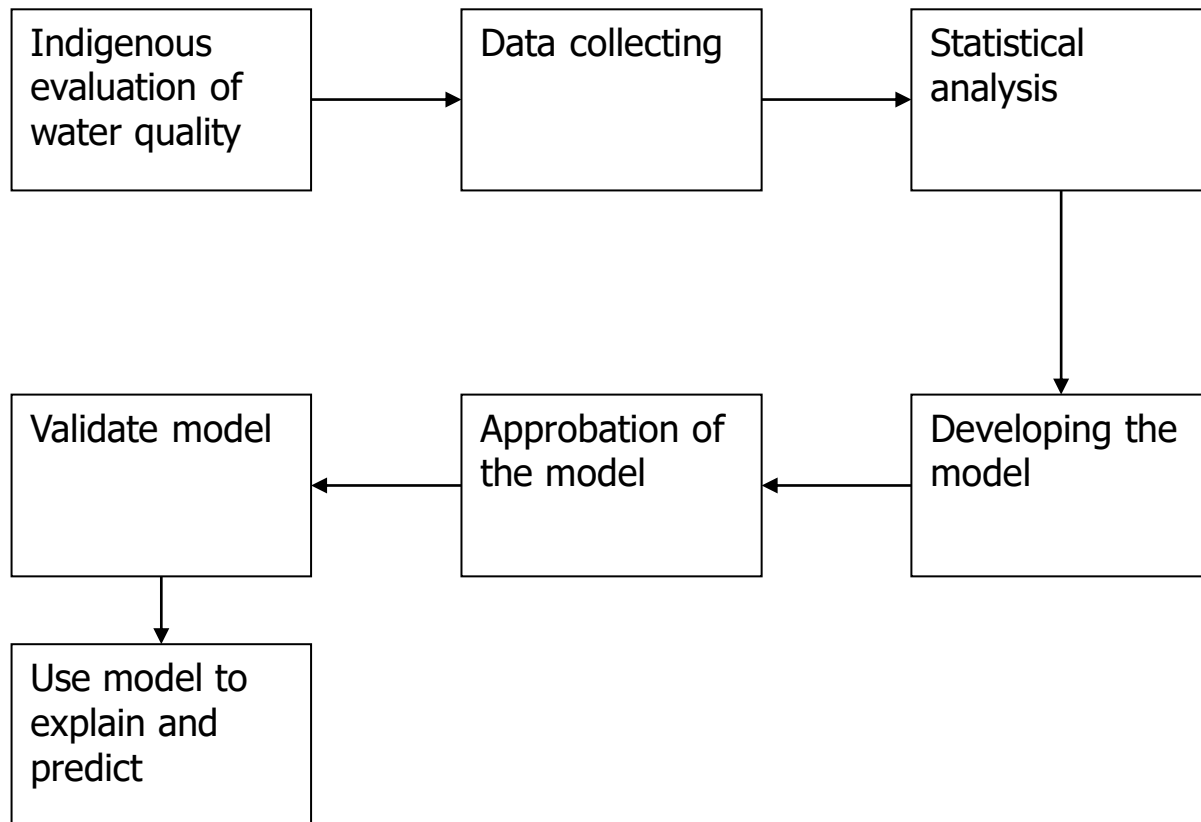 Indigenous
evaluation of
water quality
Data collecting
Statistical
analysis
Developing the
model
Approbation of
the model
Validate model
Use model to
explain and
predict